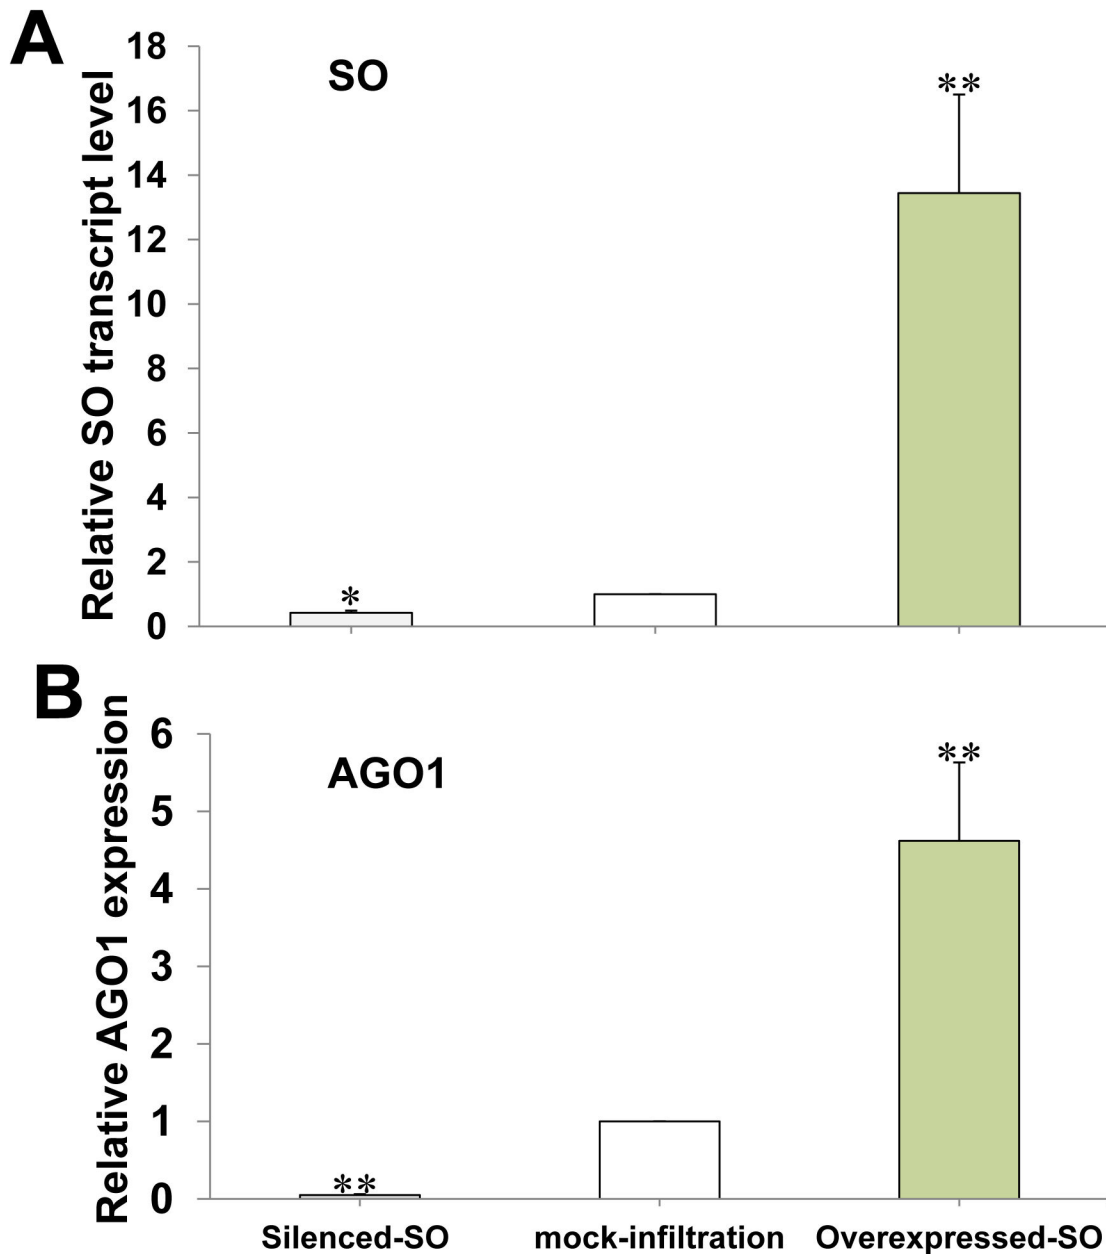 A
Relative SO transcript level
18
16
14
12
10
8
6
4
2
0
SO
*
**
B
Relative AGO1 expression
6
5
4
3
2
1
0
AGO1
**
**
Silenced-SO
mock-infiltration
Overexpressed-SO